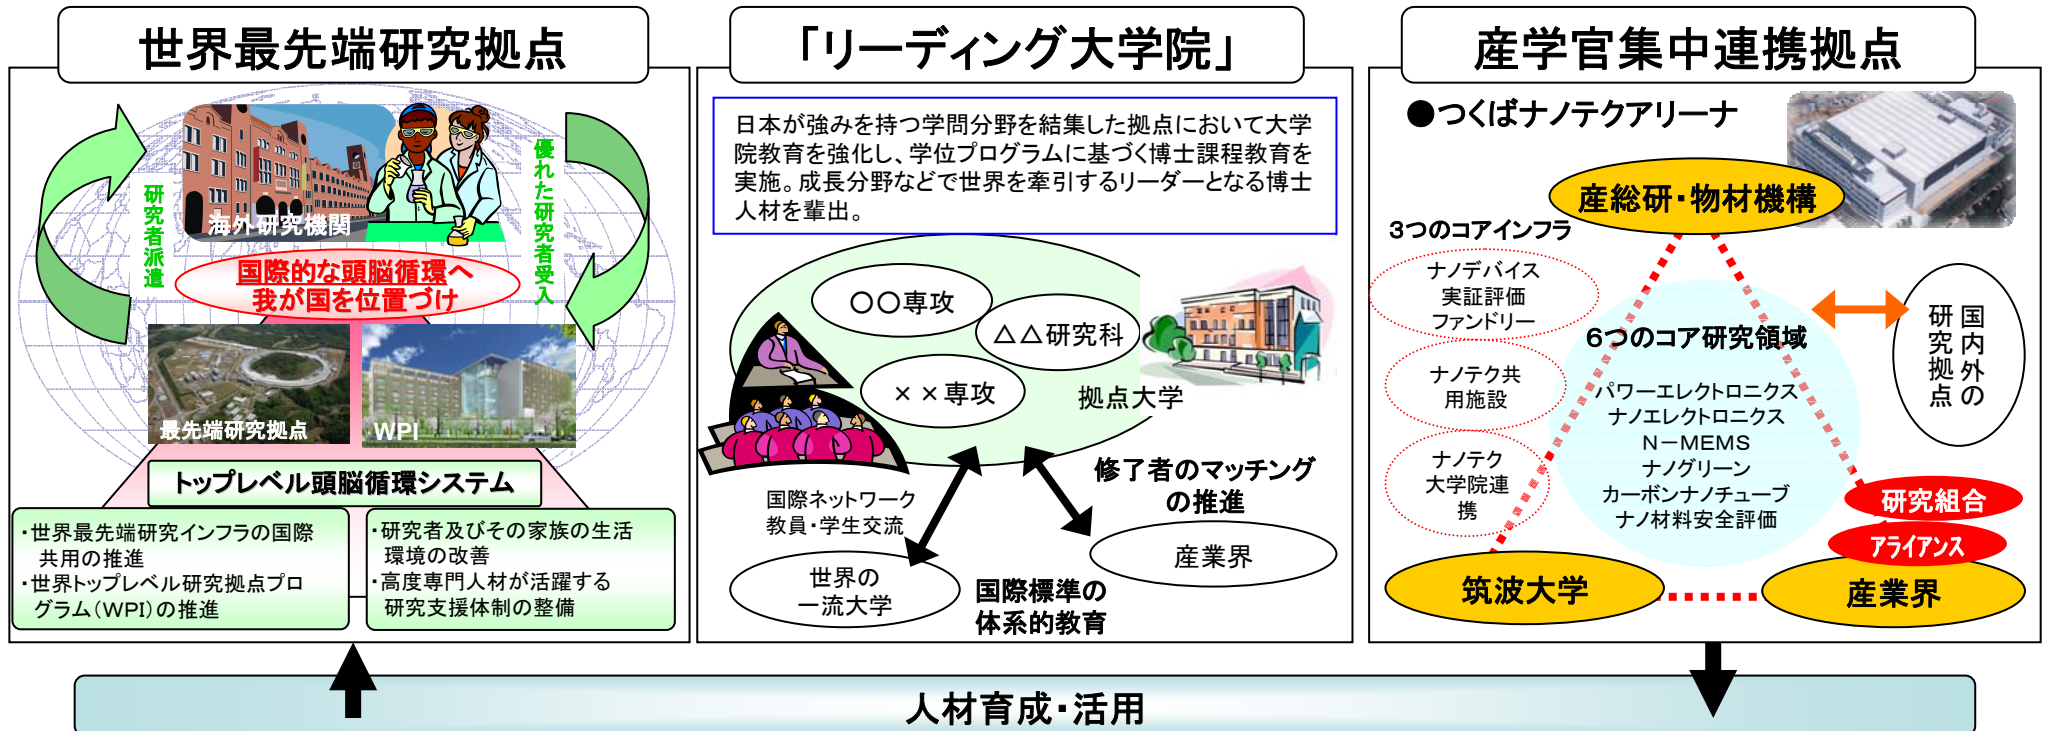 世界最先端研究拠点
研究者派遣
優れた研究者受入
海外研究機関
国際的な頭脳循環へ
我が国を位置づけ
最先端研究拠点
WPI
トップレベル頭脳循環システム
・世界最先端研究インフラの国際
共用の推進
・世界トップレベル研究拠点プロ
グラム(WPI)の推進
・研究者及びその家族の生活
環境の改善
・高度専門人材が活躍する
研究支援体制の整備
「リーディング大学院」
日本が強みを持つ学問分野を結集した拠点において大学
院教育を強化し、学位プログラムに基づく博士課程教育を
実施。成長分野などで世界を牽引するリーダーとなる博士
人材を輩出。
〇〇専攻
△△研究科
××専攻
拠点大学
国際ネットワーク
教員・学生交流
修了者のマッチング
の推進
世界の
一流大学
産業界
国際標準の
体系的教育
産学官集中連携拠点
●つくばナノテクアリーナ
産総研・物材機構
3つのコアインフラ
ナノデバイス
実証評価
ファンドリー
ナノテク共
用施設
ナノテク
大学院連
携
6つのコア研究領域
パワーエレクトロニクス
ナノエレクトロニクス
N-MEMS
ナノグリーン
カーボンナノチューブ
ナノ材料安全評価
国内外の
研究拠点
研究組合
アライアンス
筑波大学
産業界
人材育成・活用